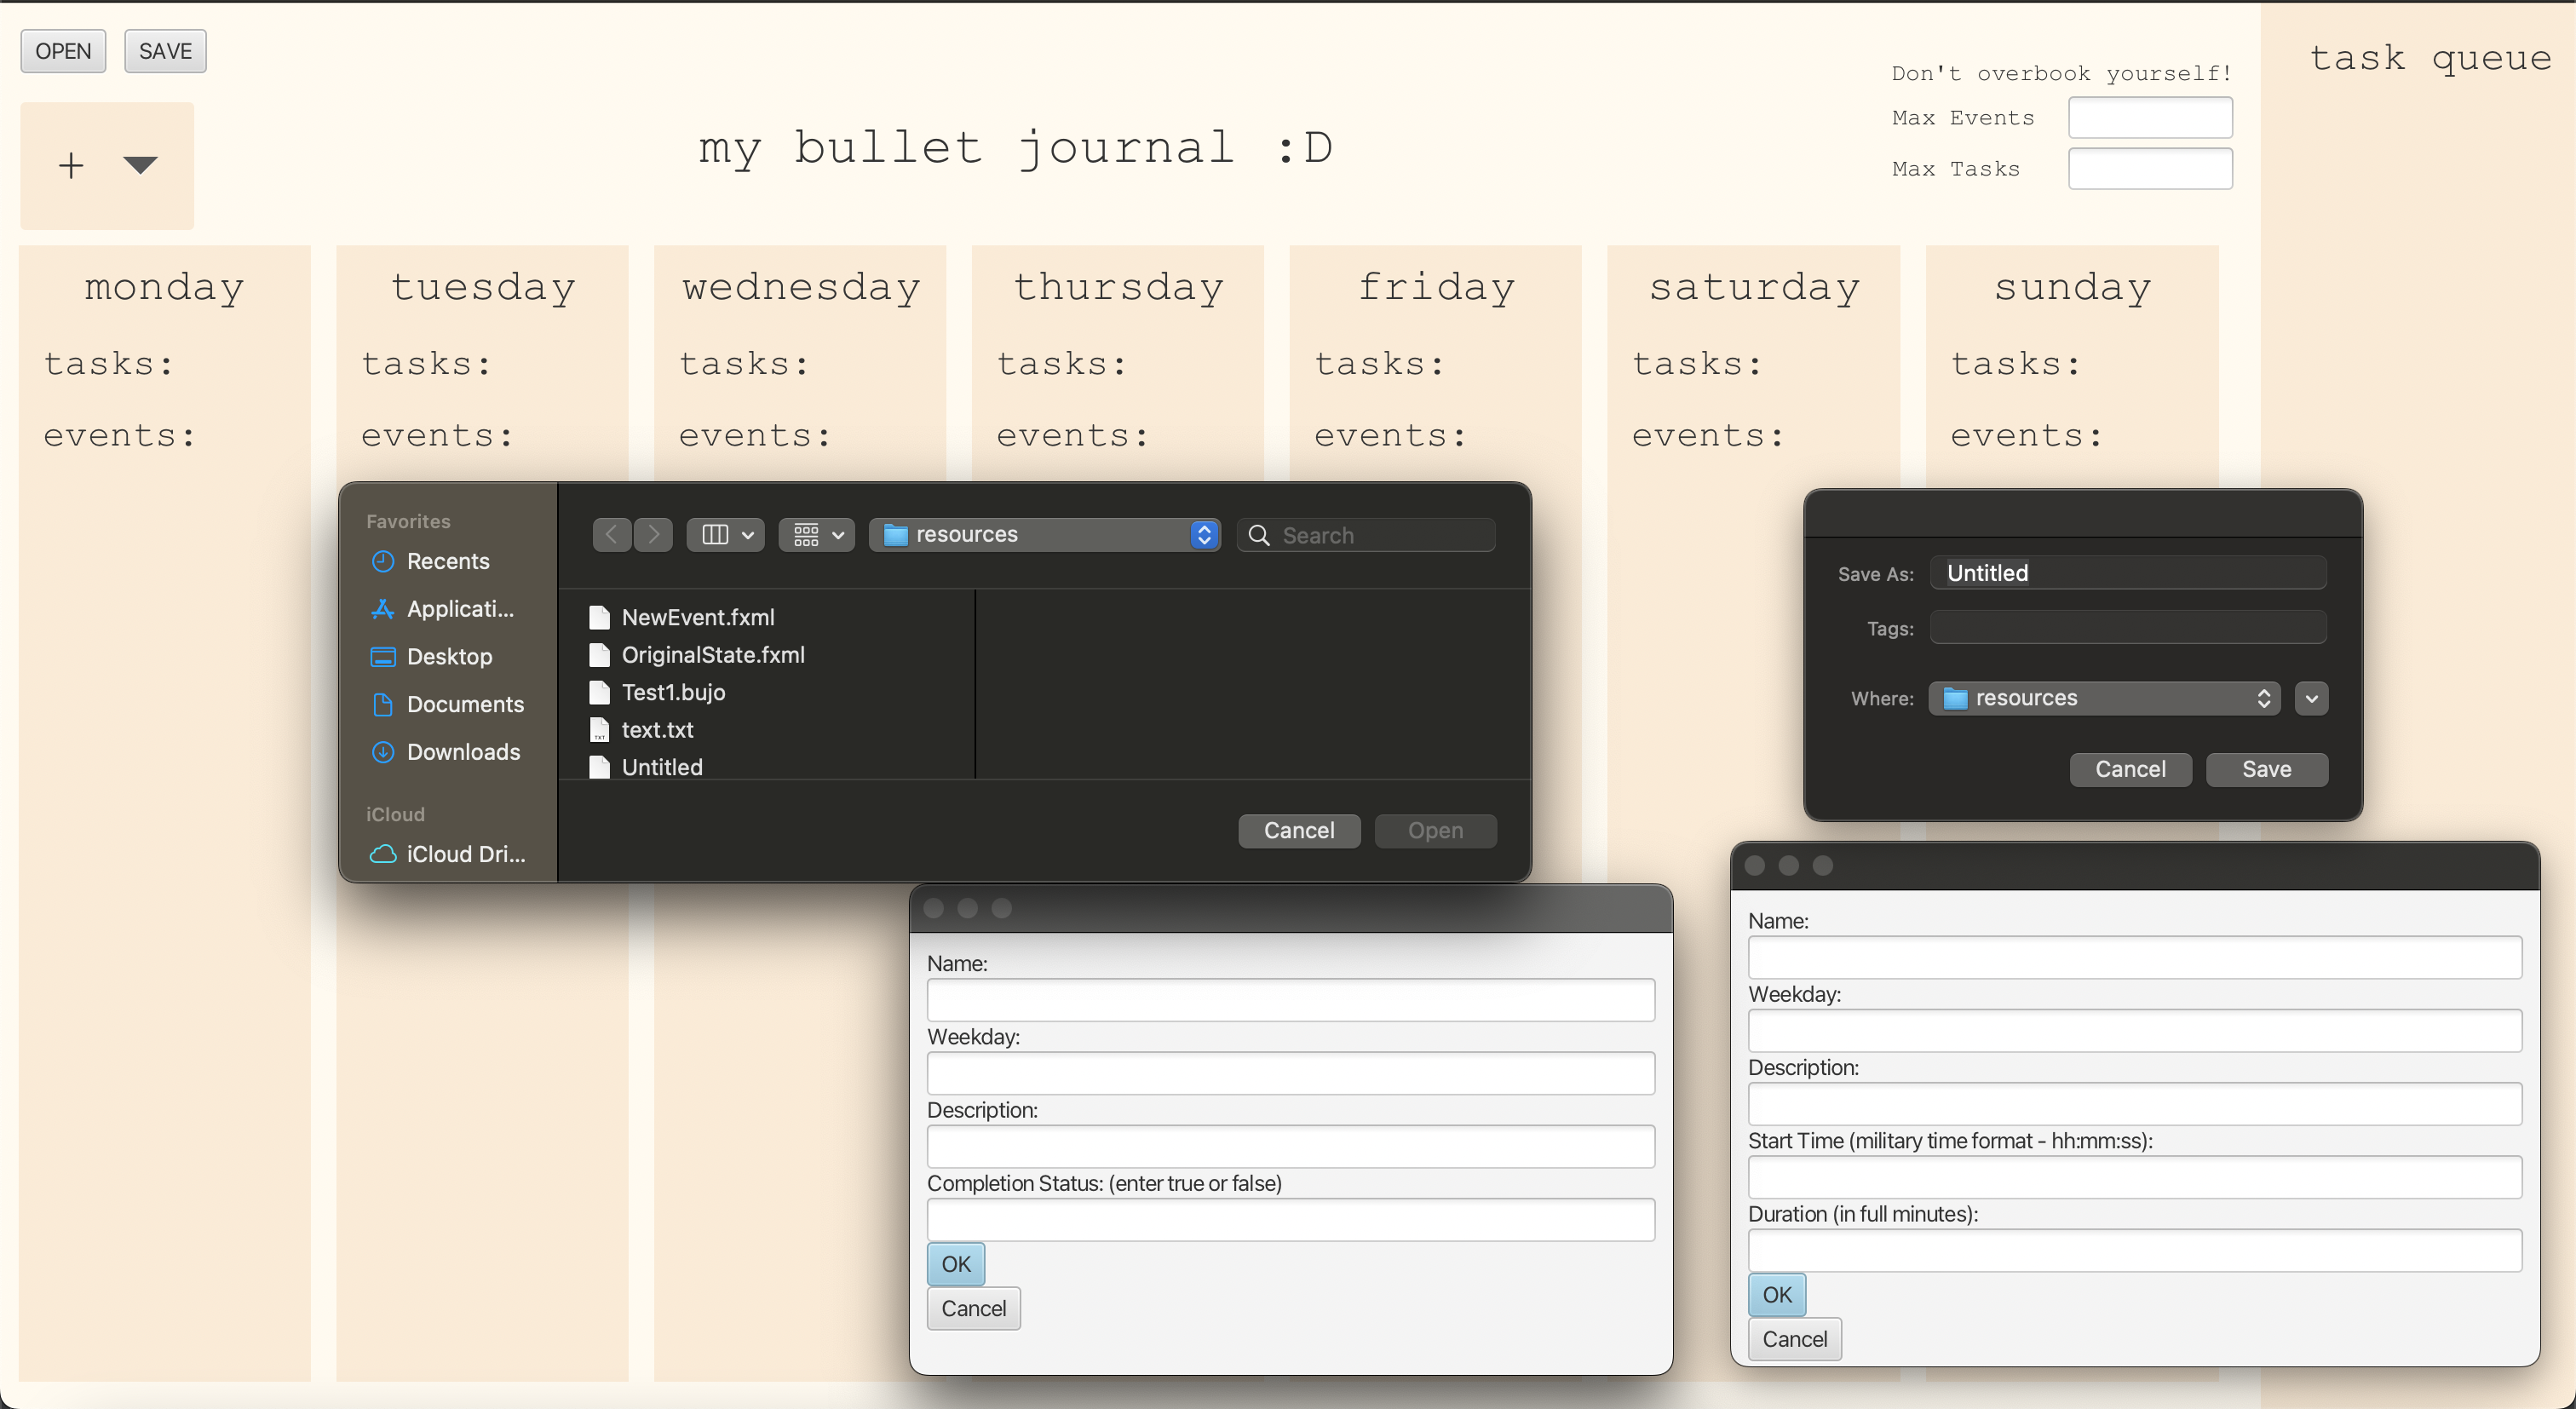 OPEN
SAVE
+
my bullet journal :D
Don't overbook yourself!
Max Events
Max Tasks
task queue
monday
tasks:
events:
tuesday
tasks:
events:
wednesday
tasks:
events:
thursday
tasks:
events:
friday
tasks:
events:
saturday
tasks:
events:
sunday
tasks:
events:
Favorites
Recents
Applicati...
Desktop
Documents
Downloads
iCloud
iCloud Dri...
resources
Search
NewEvent.fxml
OriginalState.fxml
Test1.bujo
text.txt
Untitled
Cancel
Open
Save As:
Untitled
Tags:
Where:
resources
Cancel
Save
Name:
Weekday:
Description:
Completion Status: (enter true or false)
OK
Cancel
Name:
Weekday:
Description:
Start Time (military time format - hh:mm:ss):
Duration (in full minutes):
OK
Cancel